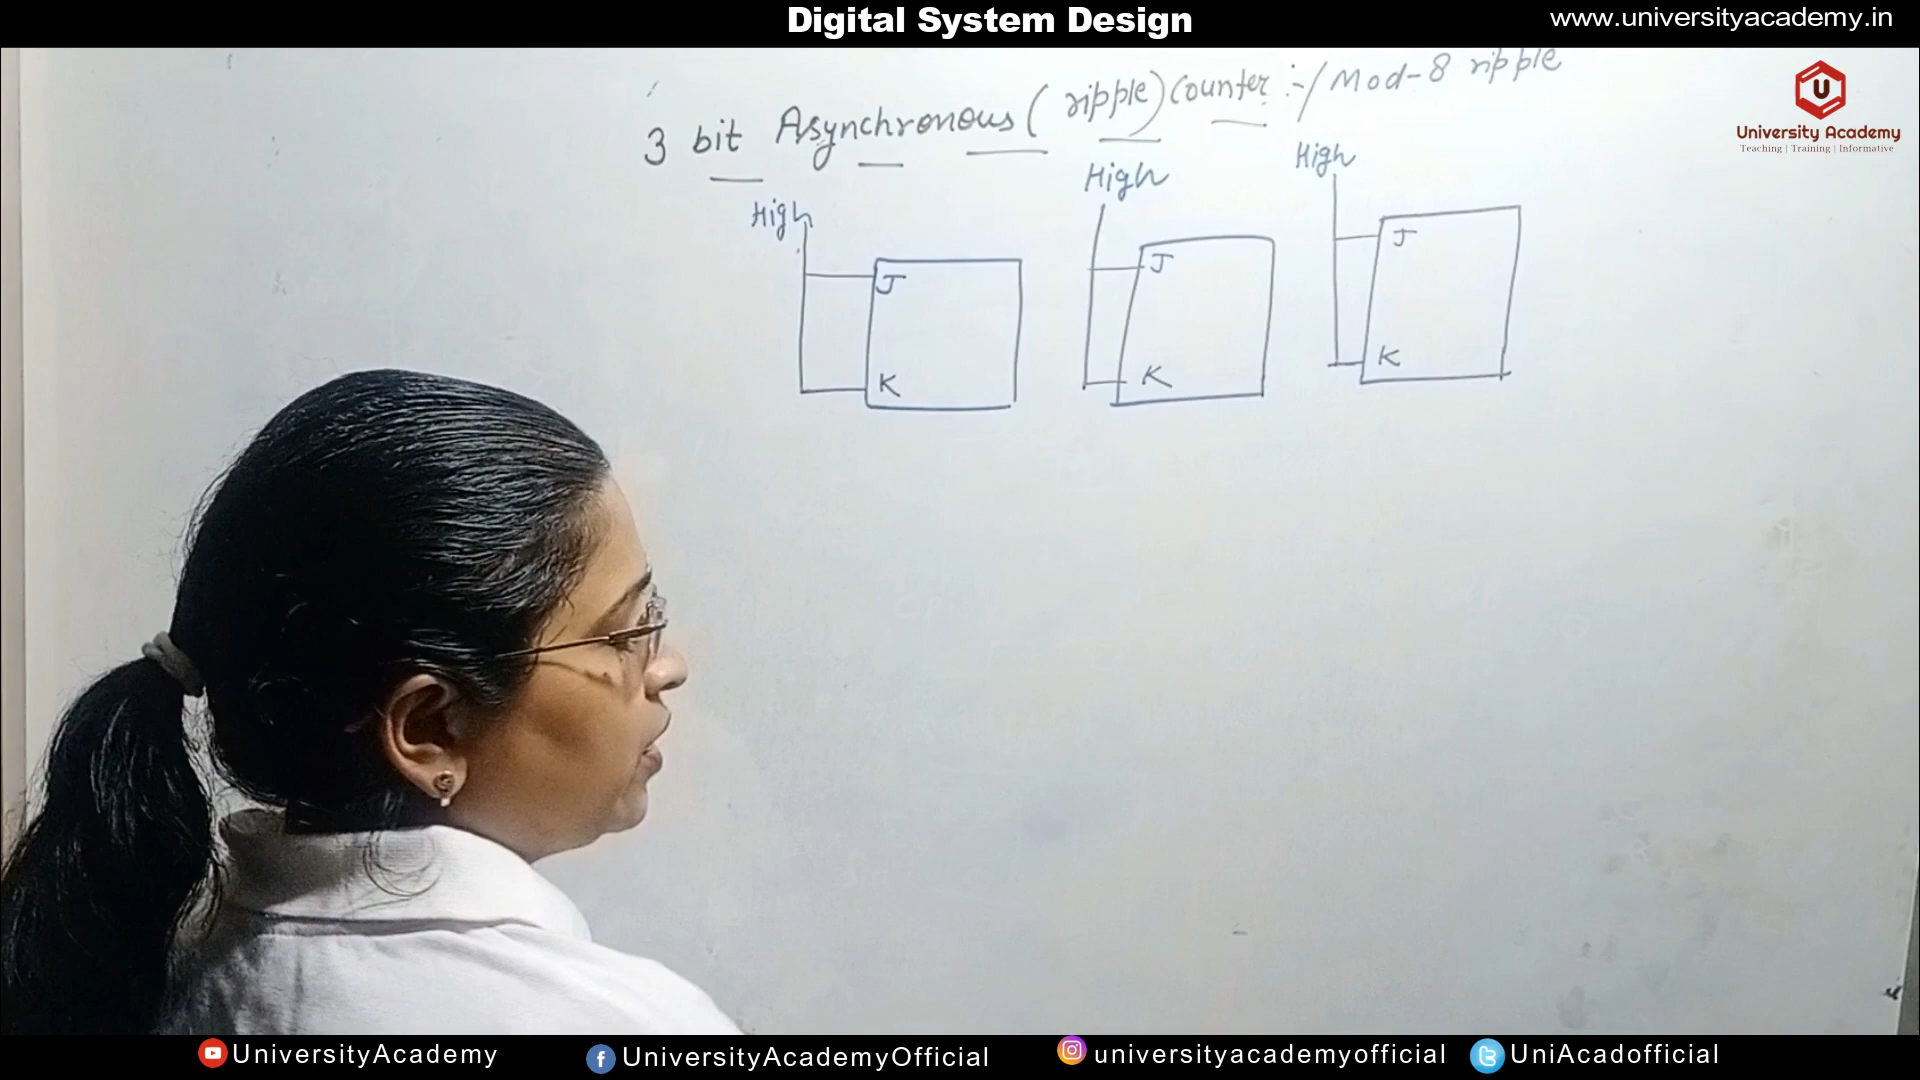 Digital System Design
www.universityacademy.in
3 bit Asynchronous (ripple) Counter :-/ Mod-8 ripple
U
University Academy
Teaching | Training | Informative
High
High
High
J
J
J
K
K
K
UniversityAcademy
UniversityAcademyOfficial
universityacademyofficial
UniAcadofficial